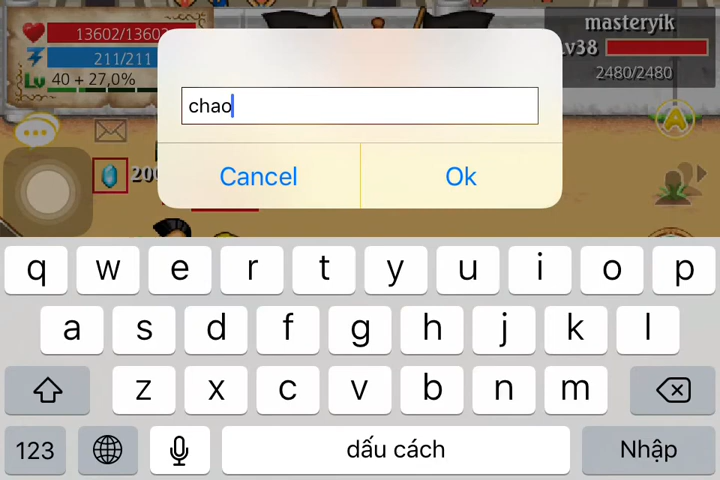 13602/13602
211/211
Lv 40 + 27,0%
masteryik
Lv38
2480/2480
chao
Cancel
Ok
q w e r t y u i o p
a s d f g h j k l
z x c v b n m
123
dấu cách
Nhập